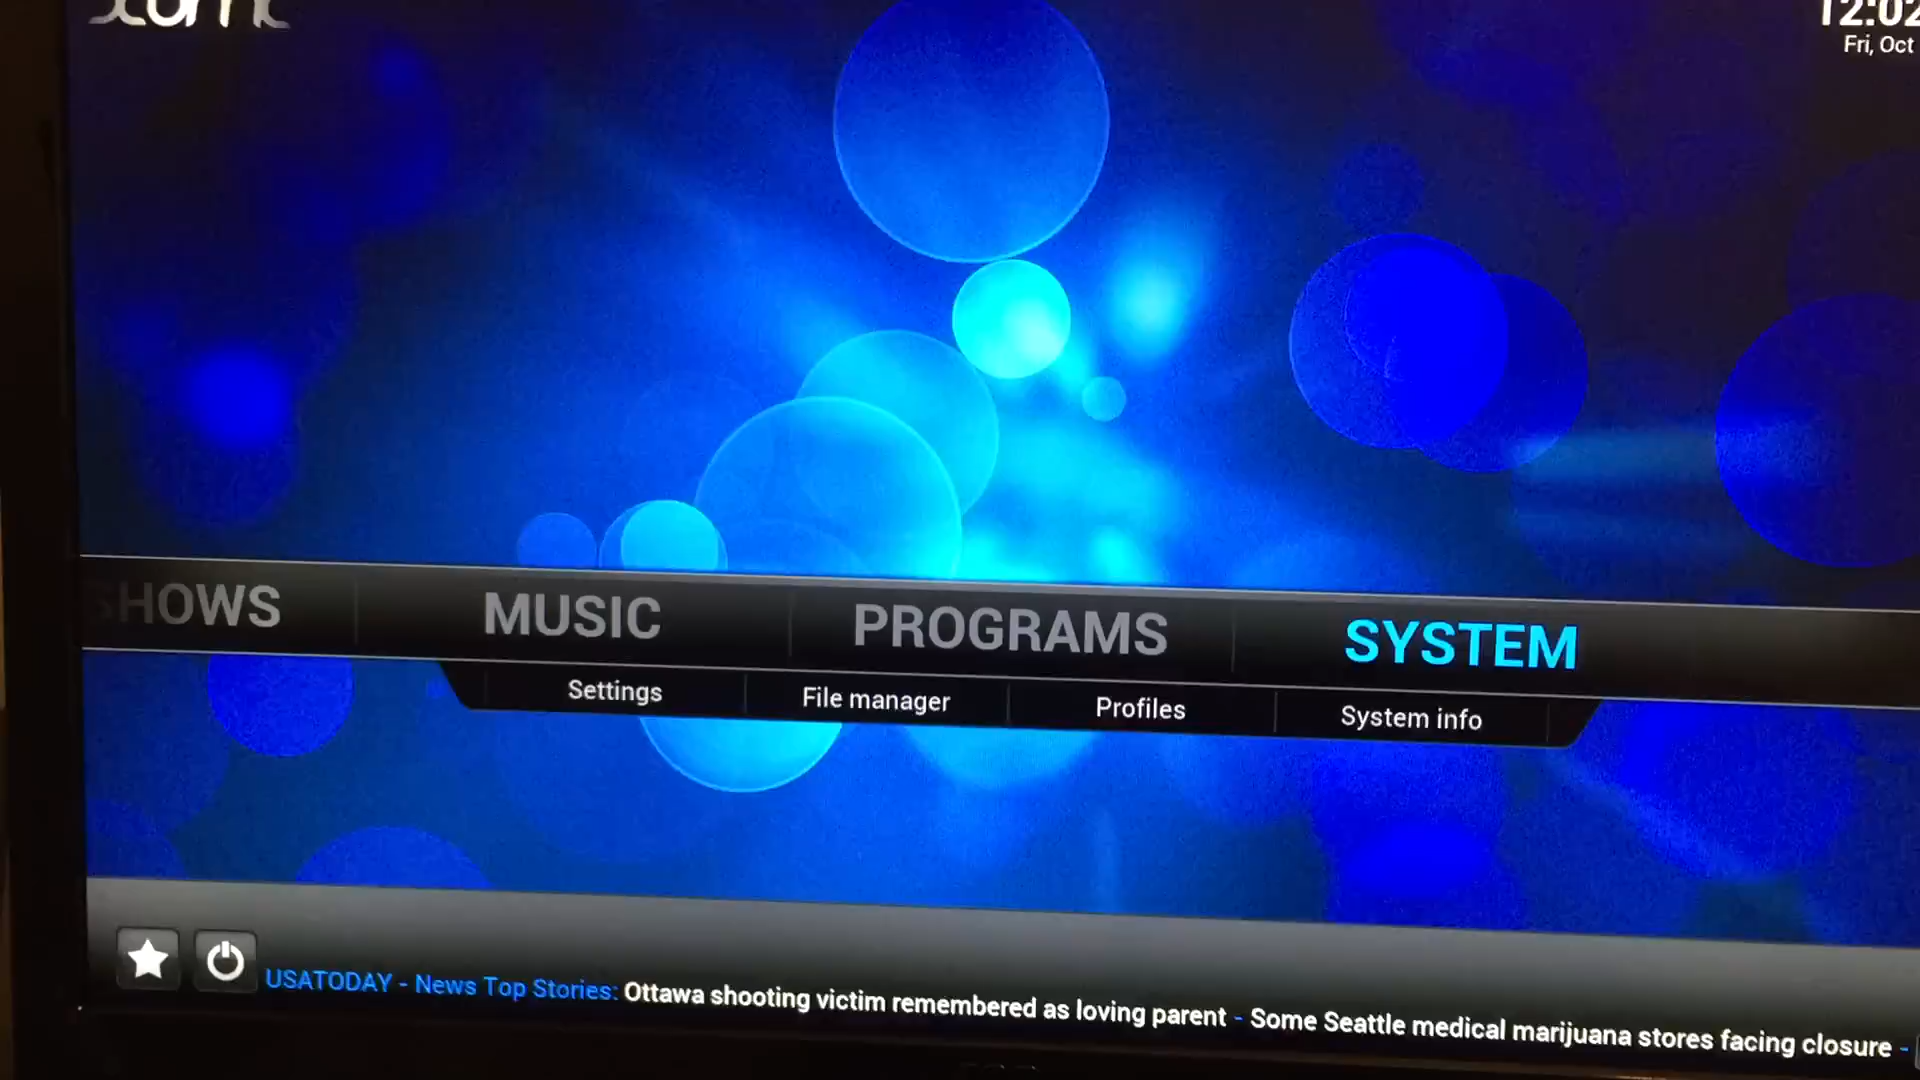 12:02
Fri, Oct
SHOWS MUSIC PROGRAMS SYSTEM
Settings File manager Profiles System info
USATODAY - News Top Stories: Ottawa shooting victim remembered as loving parent - Some Seattle medical marijuana stores facing closure -